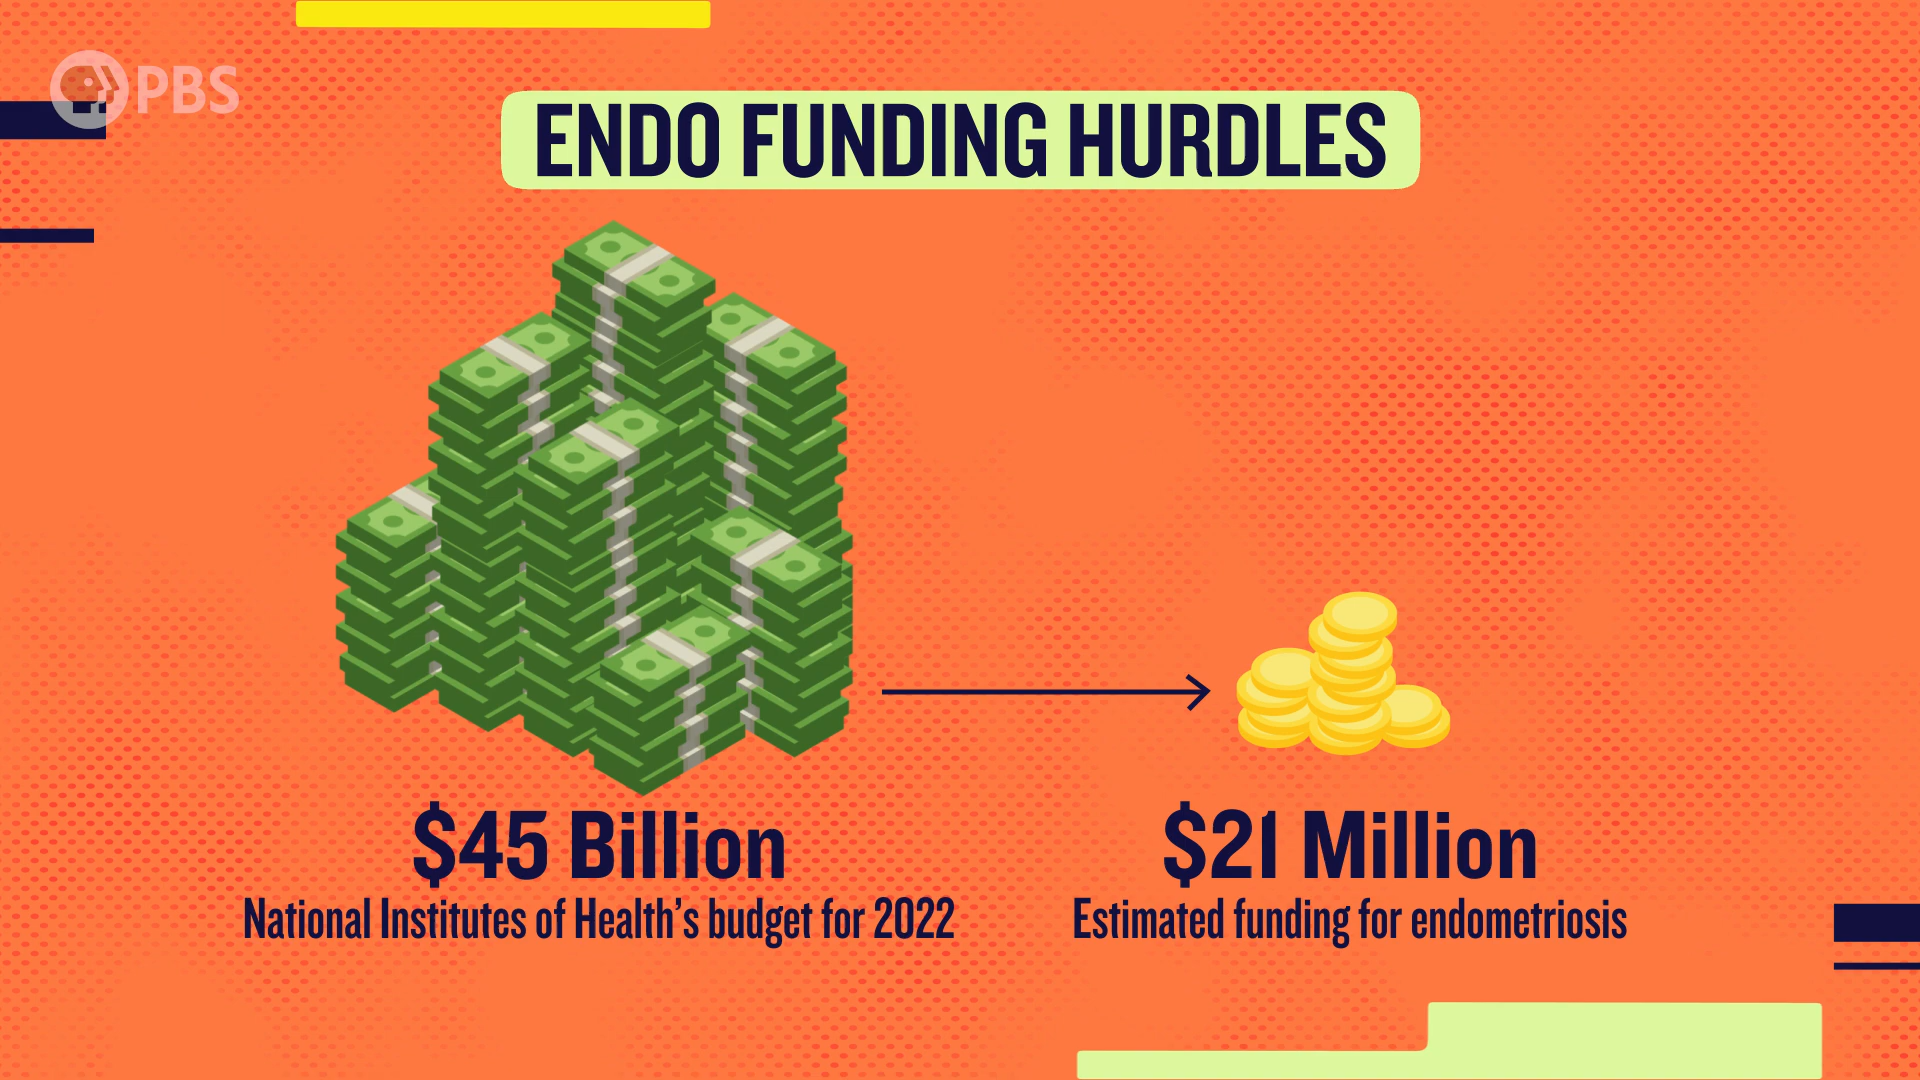 PBS
ENDO FUNDING HURDLES
$45 Billion
National Institutes of Health’s budget for 2022
$21 Million
Estimated funding for endometriosis